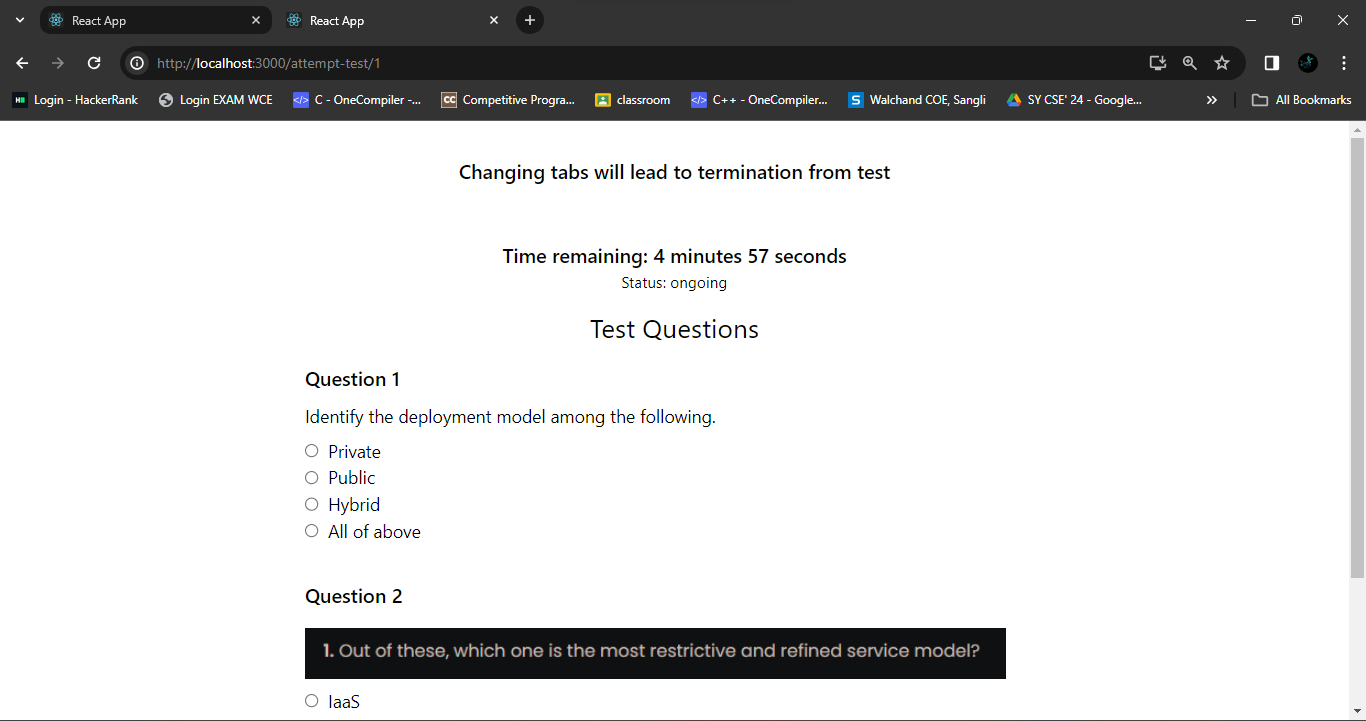 React App
React App
http://localhost:3000/attempt-test/1
Login - HackerRank
Login EXAM WCE
C - OneCompiler -...
CC
Competitive Progra...
classroom
C++ - OneCompiler...
S
Walchand COE, Sangli
SY CSE' 24 - Google...
»
All Bookmarks
Changing tabs will lead to termination from test
Time remaining: 4 minutes 57 seconds
Status: ongoing
Test Questions
Question 1
Identify the deployment model among the following.
Private
Public
Hybrid
All of above
Question 2
1. Out of these, which one is the most restrictive and refined service model?
IaaS